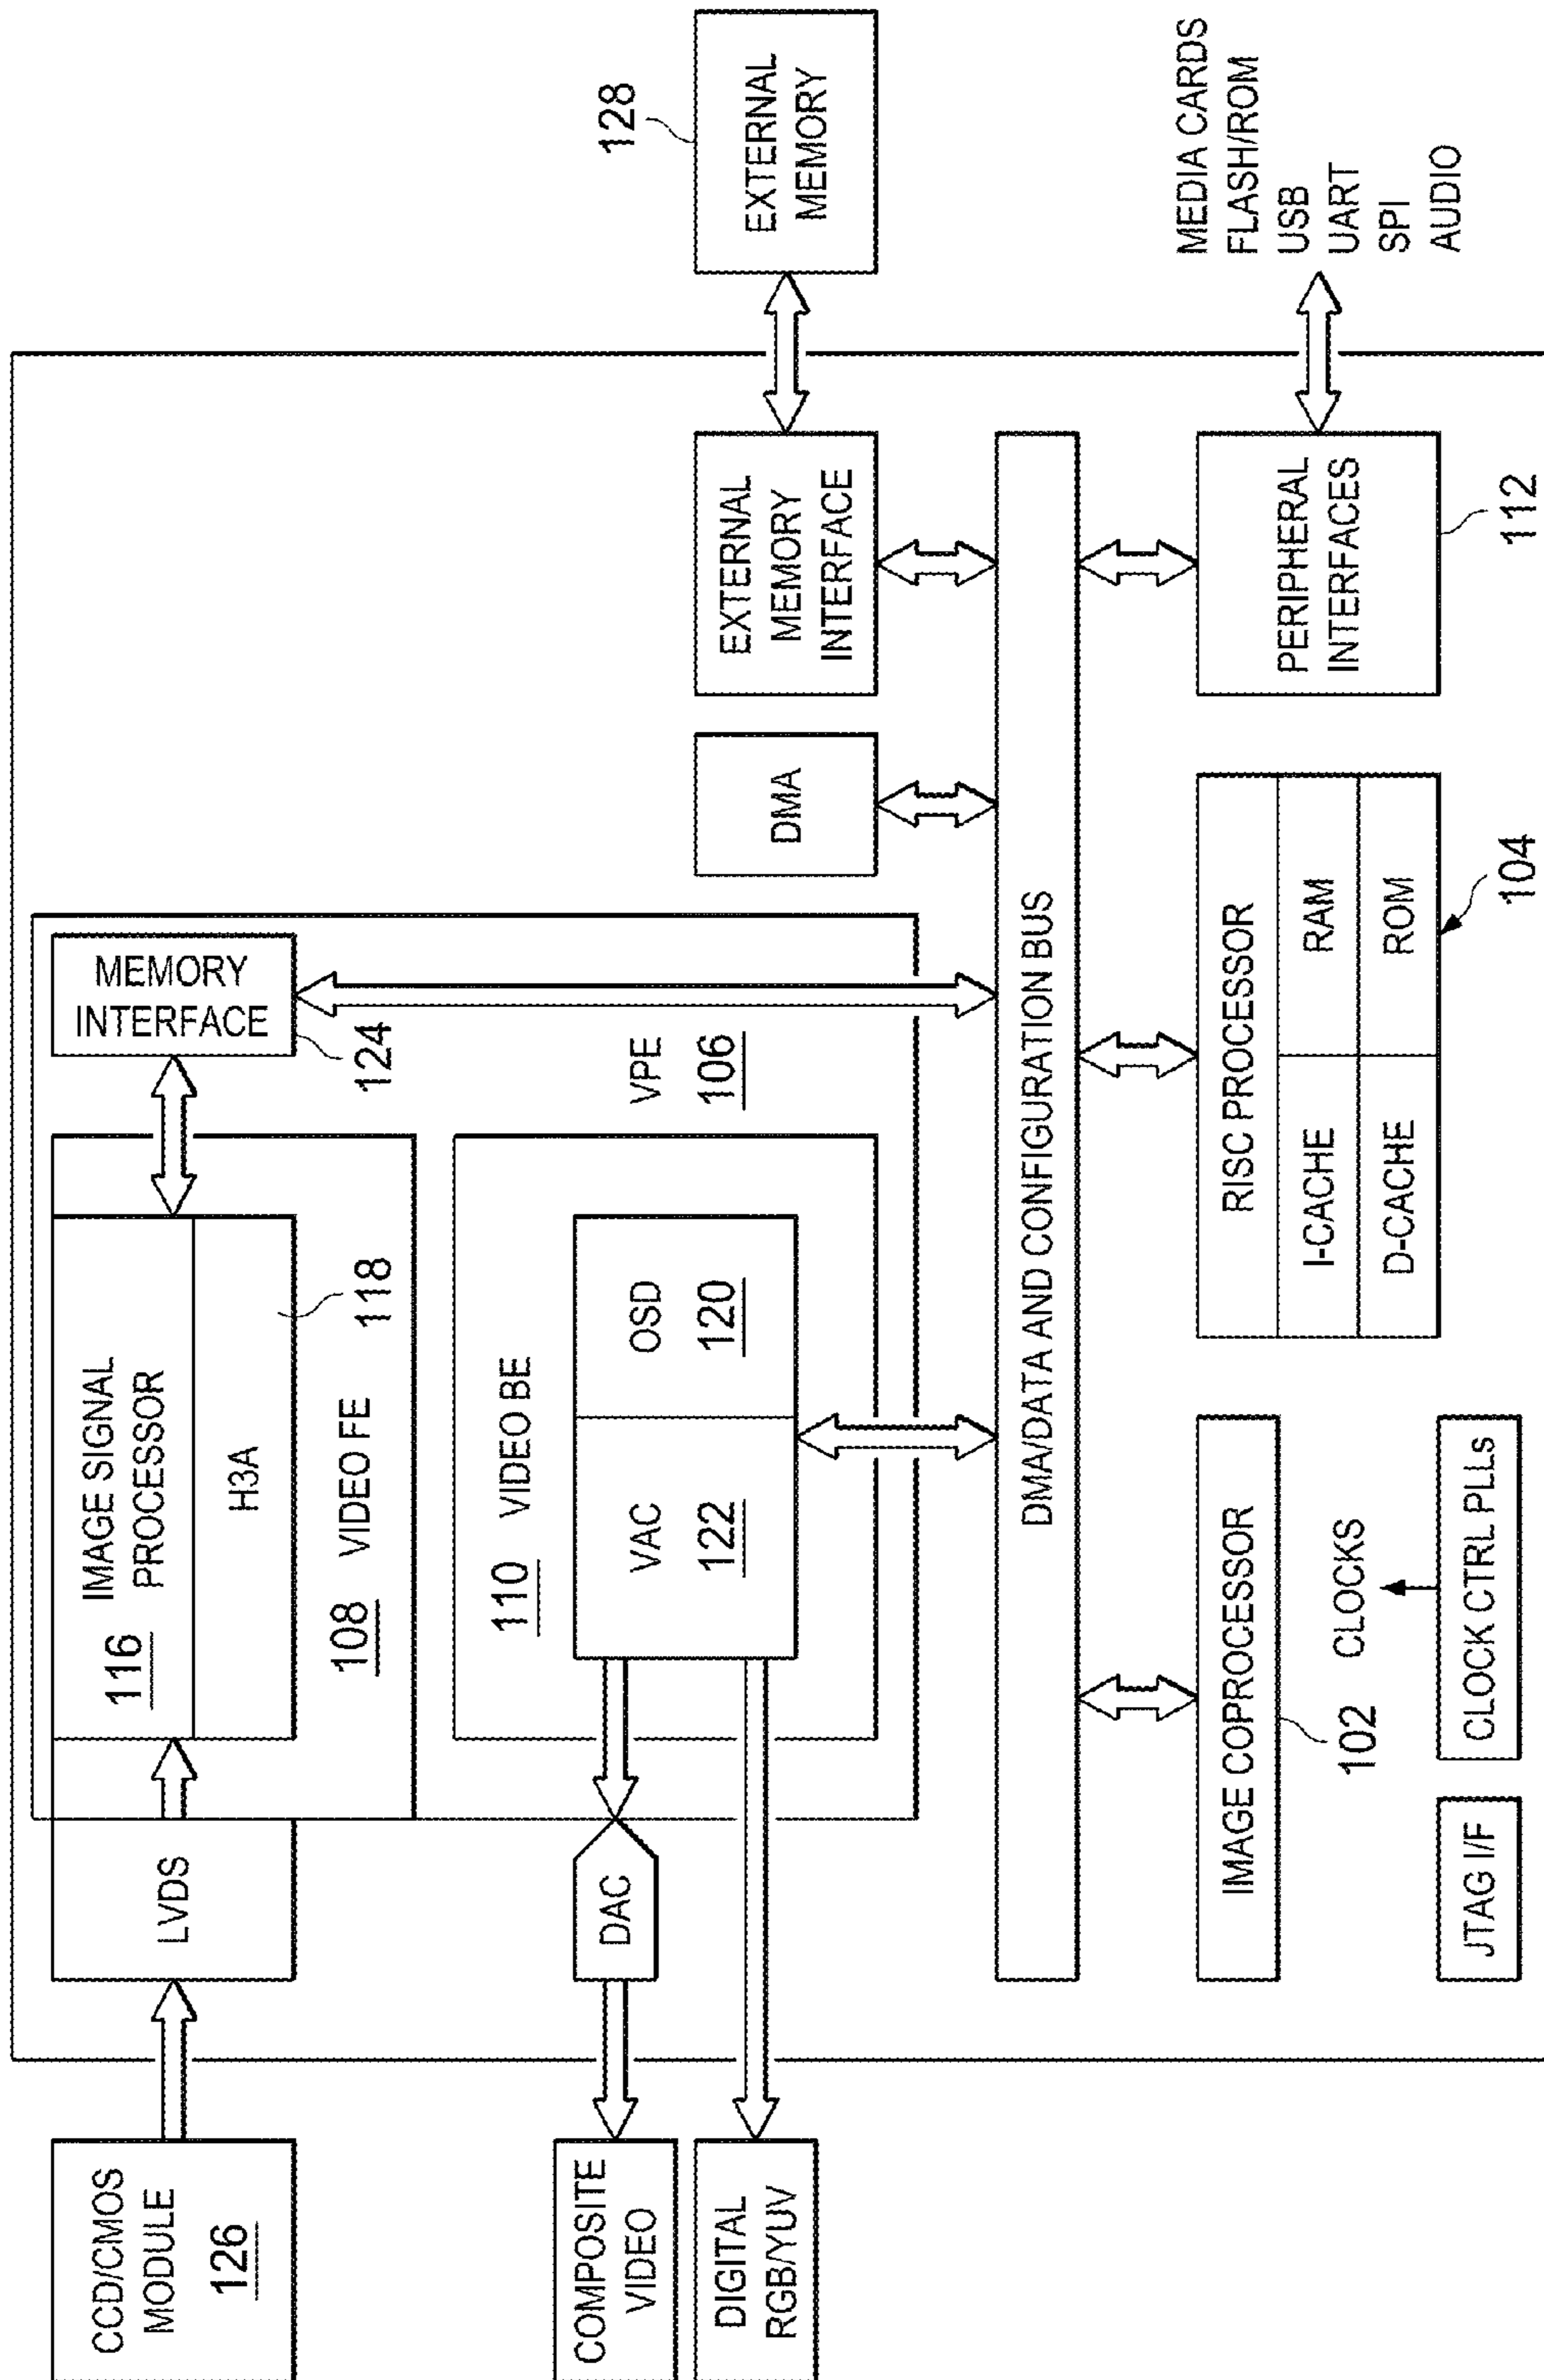 CCD/CMOS
MODULE
126
LVDS
IMAGE SIGNAL
PROCESSOR
116
H3A
118
108
VIDEO FE
MEMORY
INTERFACE
124
COMPOSITE
VIDEO
DIGITAL
RGB/YUV
DAC
110
VIDEO BE
VAC
122
OSD
120
VPE
106
DMA
EXTERNAL
MEMORY
INTERFACE
128
EXTERNAL
MEMORY
DMA/DATA AND CONFIGURATION BUS
IMAGE COPROCESSOR
102
CLOCKS
JTAG I/F
CLOCK CTRL PLLs
RISC PROCESSOR
I-CACHE
RAM
D-CACHE
ROM
104
PERIPHERAL
INTERFACES
112
MEDIA CARDS
FLASH/ROM
USB
UART
SPI
AUDIO